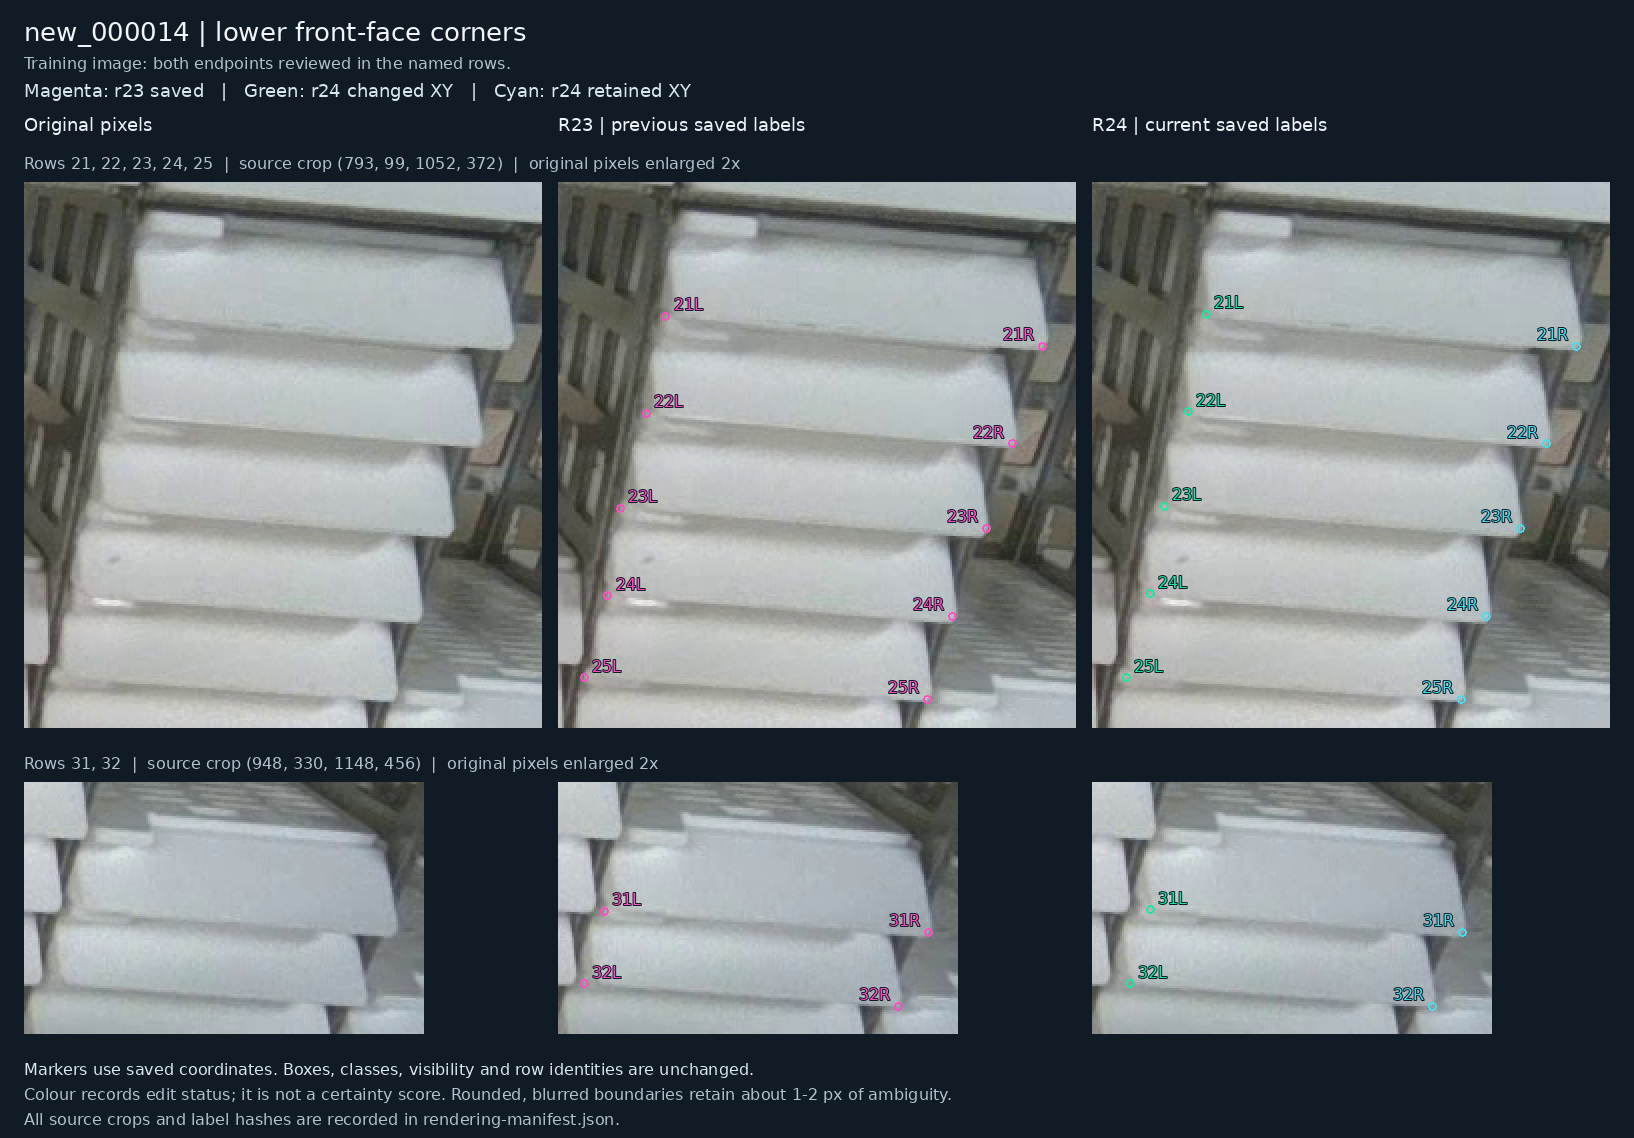 new_000014 | lower front-face corners
Training image: both endpoints reviewed in the named rows.
Magenta: r23 saved | Green: r24 changed XY | Cyan: r24 retained XY
Original pixels
R23 | previous saved labels
R24 | current saved labels
Rows 21, 22, 23, 24, 25 | source crop (793, 99, 1052, 372) | original pixels enlarged 2x
21L
21R
22L
22R
23L
23R
24L
24R
25L
25R
21L
21R
22L
22R
23L
23R
24L
24R
25L
25R
Rows 31, 32 | source crop (948, 330, 1148, 456) | original pixels enlarged 2x
31L
31R
32L
32R
31L
31R
32L
32R
Markers use saved coordinates. Boxes, classes, visibility and row identities are unchanged.
Colour records edit status; it is not a certainty score. Rounded, blurred boundaries retain about 1-2 px of ambiguity.
All source crops and label hashes are recorded in rendering-manifest.json.